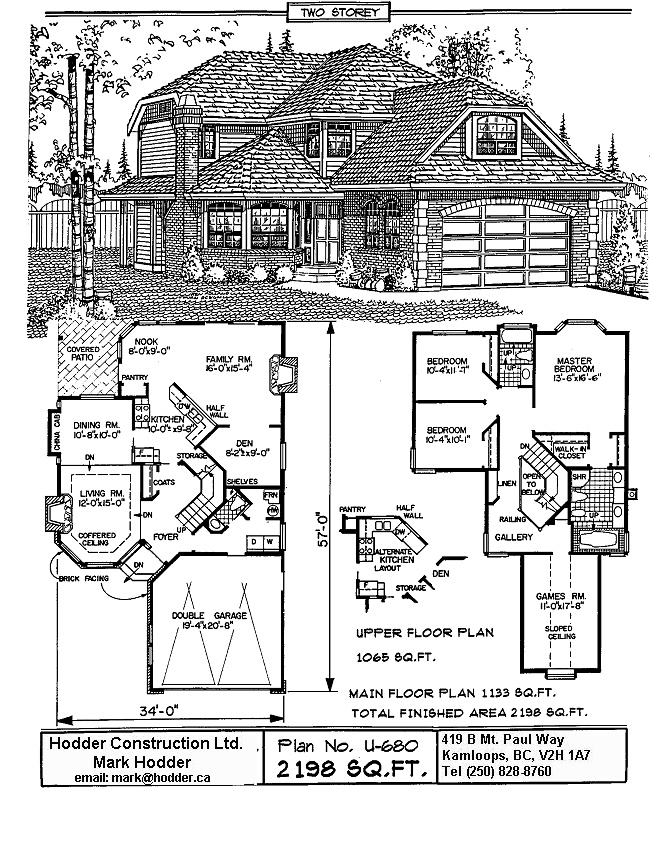 TWO STOREY
COVERED
PATIO
NOOK
8'-0"x9'-0"
FAMILY RM.
16'-0"x15'-4"
PANTRY
CHINA CAB.
DINING RM.
10'-8"x10'-0"
DN
DW
KITCHEN
10'-0"x9'-8"
HALF
WALL
DEN
8'-2"x9'-0"
STORAGE
COATS
SHELVES
LIVING RM.
12'-0"x15'-0"
DN
COFFERED
CEILING
FOYER
UP
FRN
HW
D W
DN
BRICK FACING
DOUBLE GARAGE
19'-4"x20'-8"
57'-0"
34'-0"
BEDROOM
10'-4"x11'-7"
UP
UP
MASTER
BEDROOM
13'-6"x16'-6"
BEDROOM
10'-4"x10'-1"
DN
WALK-IN
CLOSET
LINEN
OPEN
TO
BELOW
SHR
RAILING
UP
GALLERY
PANTRY
HALF
WALL
DW
ALTERNATE
KITCHEN
LAYOUT
F
DEN
STORAGE
GAMES RM.
11'-0"x17'-8"
SLOPED
CEILING
UPPER FLOOR PLAN
1065 SQ.FT.
MAIN FLOOR PLAN 1133 SQ.FT.
TOTAL FINISHED AREA 2198 SQ.FT.
Hodder Construction Ltd.
Mark Hodder
email: mark@hodder.ca
Plan No. U-680
2198 SQ.FT.
419 B Mt. Paul Way
Kamloops, BC, V2H 1A7
Tel (250) 828-8760